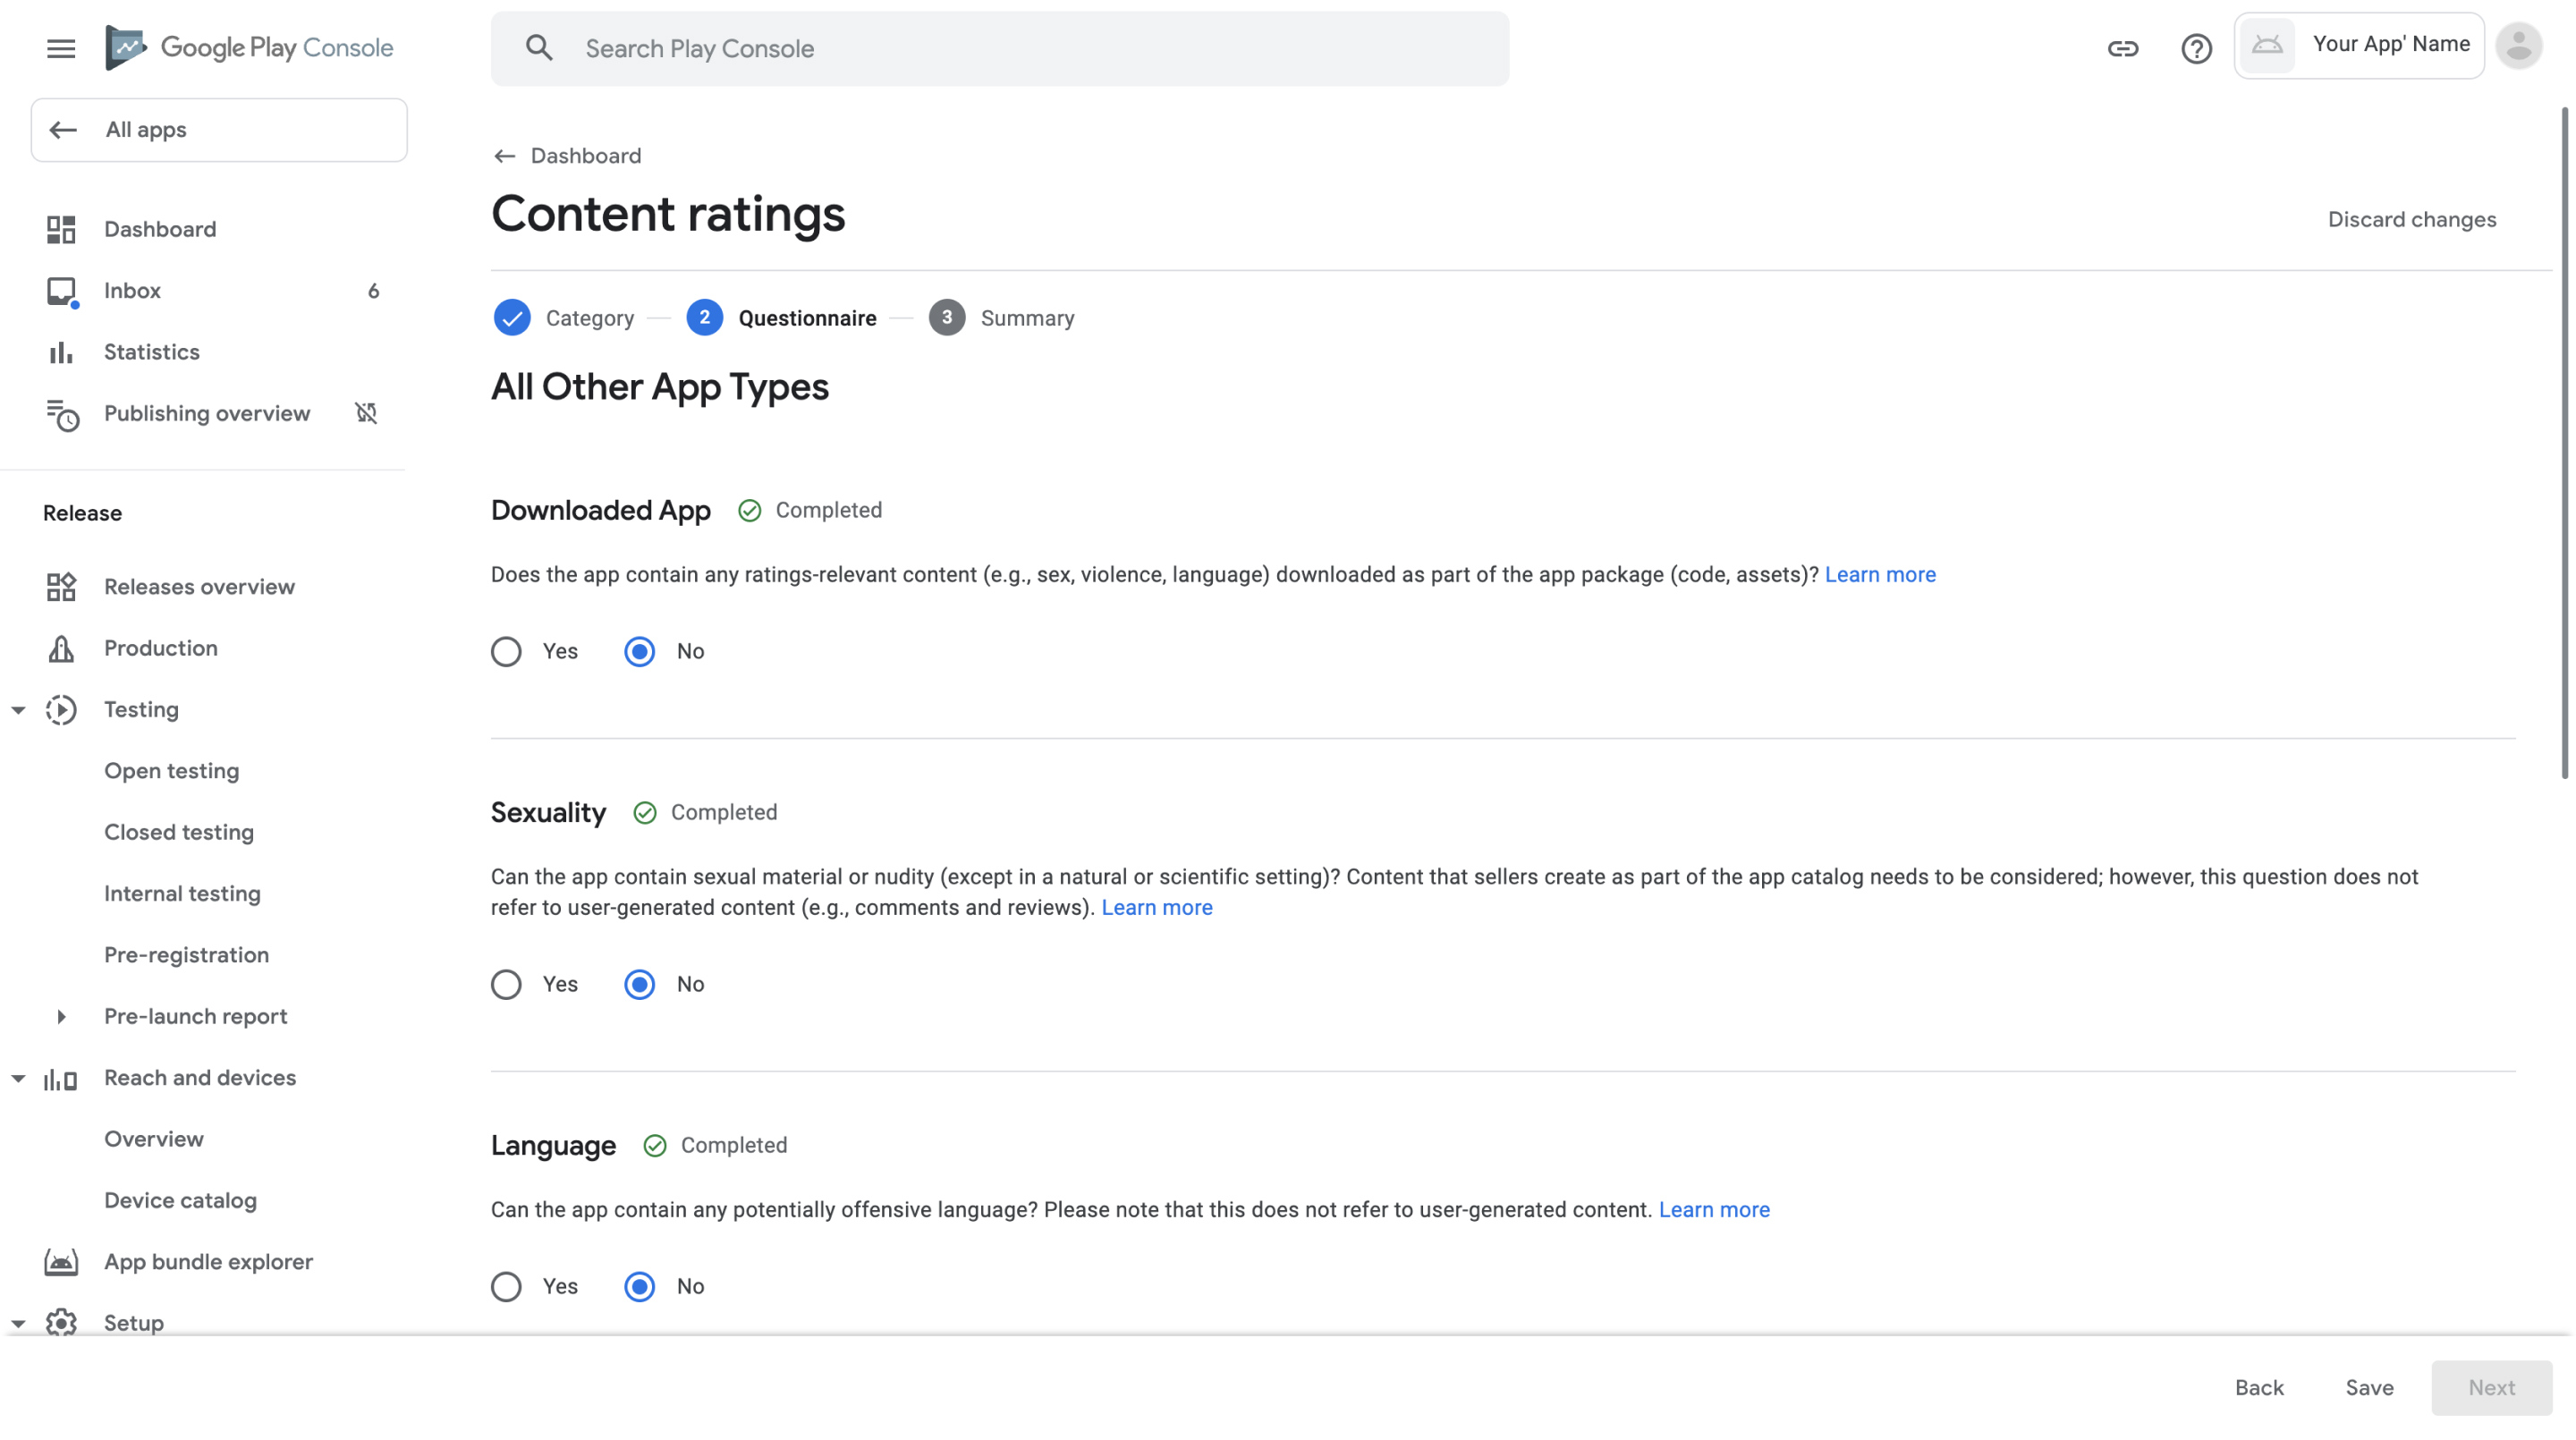 Google Play Console
Search Play Console
Your App' Name
All apps
Dashboard
Inbox 6
Statistics
Publishing overview
Release
Releases overview
Production
Testing
Open testing
Closed testing
Internal testing
Pre-registration
Pre-launch report
Reach and devices
Overview
Device catalog
App bundle explorer
Setup
Dashboard
Content ratings
Discard changes
Category 2 Questionnaire 3 Summary
All Other App Types
Downloaded App Completed
Does the app contain any ratings-relevant content (e.g., sex, violence, language) downloaded as part of the app package (code, assets)? Learn more
Yes No
Sexuality Completed
Can the app contain sexual material or nudity (except in a natural or scientific setting)? Content that sellers create as part of the app catalog needs to be considered; however, this question does not
refer to user-generated content (e.g., comments and reviews). Learn more
Yes No
Language Completed
Can the app contain any potentially offensive language? Please note that this does not refer to user-generated content. Learn more
Yes No
Back Save Next